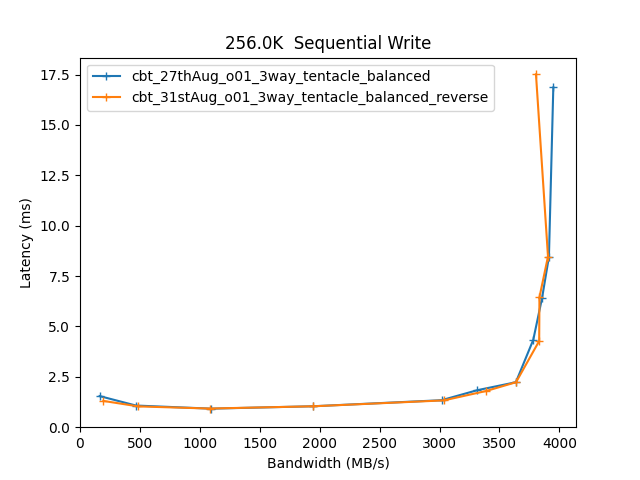 256.0K  Sequential Write
cbt_27thAug_o01_3way_tentacle_balanced
cbt_31stAug_o01_3way_tentacle_balanced_reverse
17.5
15.0
12.5
10.0
7.5
5.0
2.5
0.0
Latency (ms)
0 500 1000 1500 2000 2500 3000 3500 4000
Bandwidth (MB/s)